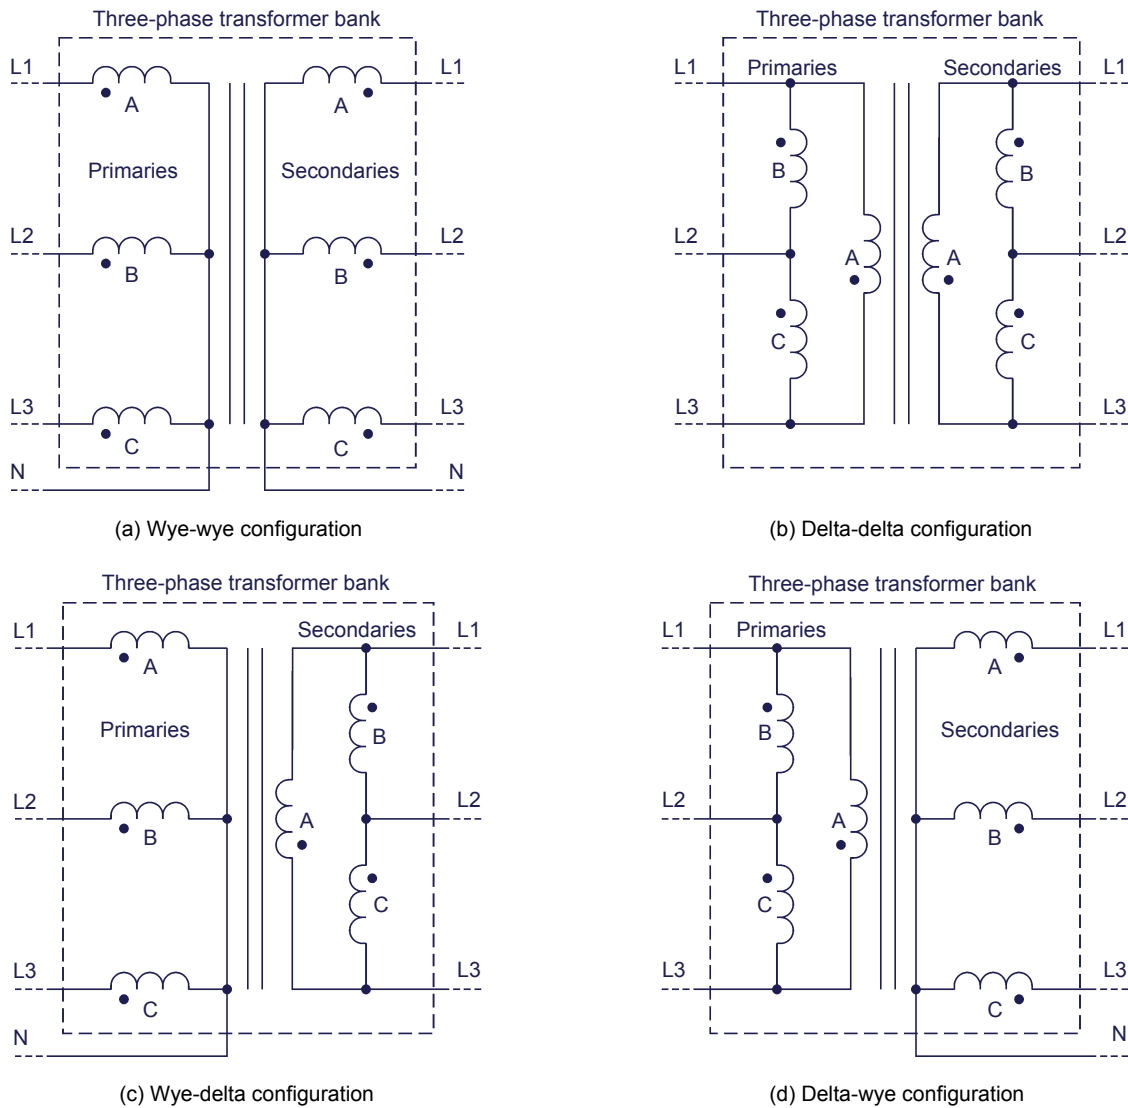 Three-phase transformer bank
L1
A
A
L1
Primaries
Secondaries
L2
B
B
L2
L3
C
C
L3
N
N
(a) Wye-wye configuration
Three-phase transformer bank
L1
Primaries
Secondaries
L1
B
B
L2
A
A
L2
C
C
L3
L3
(b) Delta-delta configuration
Three-phase transformer bank
L1
A
Secondaries
L1
Primaries
B
L2
B
A
L2
C
L3
C
L3
N
(c) Wye-delta configuration
Three-phase transformer bank
L1
Primaries
A
L1
B
Secondaries
L2
A
B
L2
C
L3
C
L3
N
(d) Delta-wye configuration